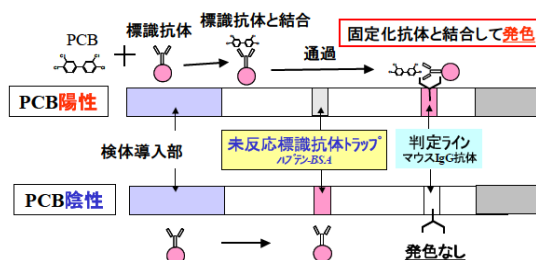 PCB
標識抗体
標識抗体と結合
通過
固定化抗体と結合して発色
PCB陽性
検体導入部
未反応標識抗体トラップ
ハプテン-BSA
判定ライン
マウスIgG抗体
PCB陰性
発色なし